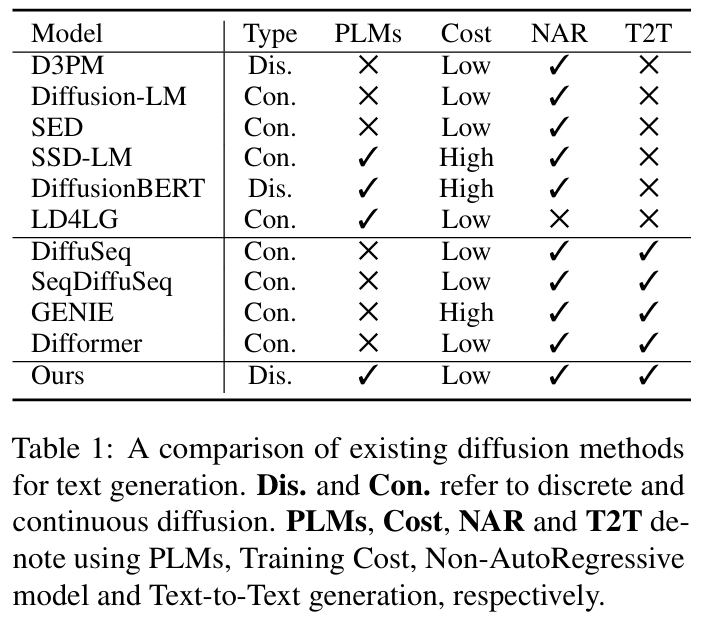 Model Type PLMs Cost NAR T2T
D3PM Dis. ✕ Low ✓ ✕
Diffusion-LM Con. ✕ Low ✓ ✕
SED Con. ✕ Low ✓ ✕
SSD-LM Con. ✓ High ✓ ✕
DiffusionBERT Dis. ✓ High ✓ ✕
LD4LG Con. ✓ Low ✕ ✕
DiffuSeq Con. ✕ Low ✓ ✓
SeqDiffuSeq Con. ✕ Low ✓ ✓
GENIE Con. ✕ High ✓ ✓
Difformer Con. ✕ Low ✓ ✓
Ours Dis. ✓ Low ✓ ✓
Table 1: A comparison of existing diffusion methods
for text generation. Dis. and Con. refer to discrete and
continuous diffusion. PLMs, Cost, NAR and T2T de-
note using PLMs, Training Cost, Non-AutoRegressive
model and Text-to-Text generation, respectively.